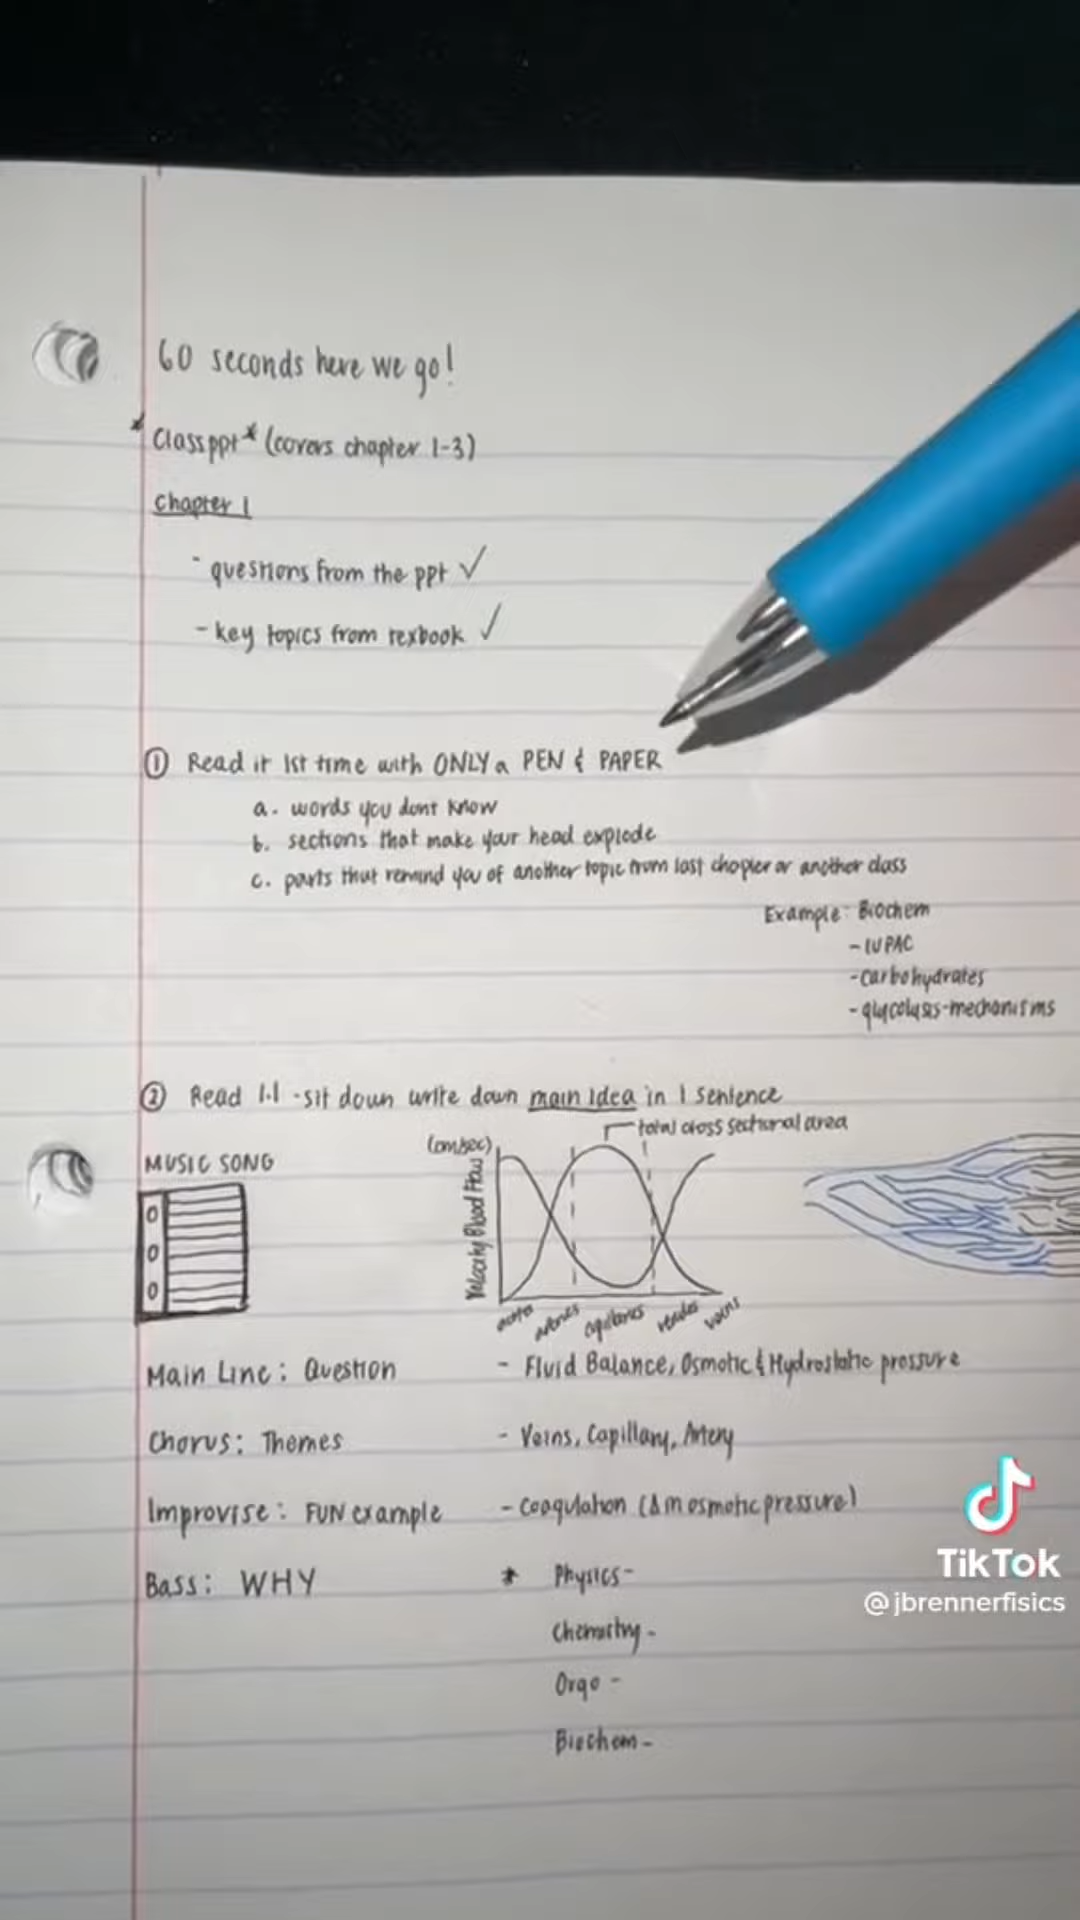 60 seconds here we go!
* Class ppt * (covers chapter 1-3)
Chapter 1
- questions from the ppt ✓
- key topics from texbook ✓
① Read it 1st time with ONLY a PEN & PAPER
a. words you dont know
b. sections that make your head explode
c. parts that remind you of another topic from last chapter or another class
Example: Biochem
- IUPAC
- carbohydrates
- glycolysis - mechanisms
② Read 1.1 - sit down write down main idea in 1 sentence
total cross sectional area
(cm/sec)
Velocity Blood Flow
MUSIC SONG
aorta arteries capillaries venules veins
Main Line: Question - Fluid Balance, Osmotic & Hydrostatic pressure
Chorus: Themes - Veins, Capillary, Artery
Improvise: FUN example - Coagulation (Δ in osmotic pressure)
Bass: WHY * Physics -
Chemistry -
Orgo -
Biochem -
TikTok
@jbrennerfisics